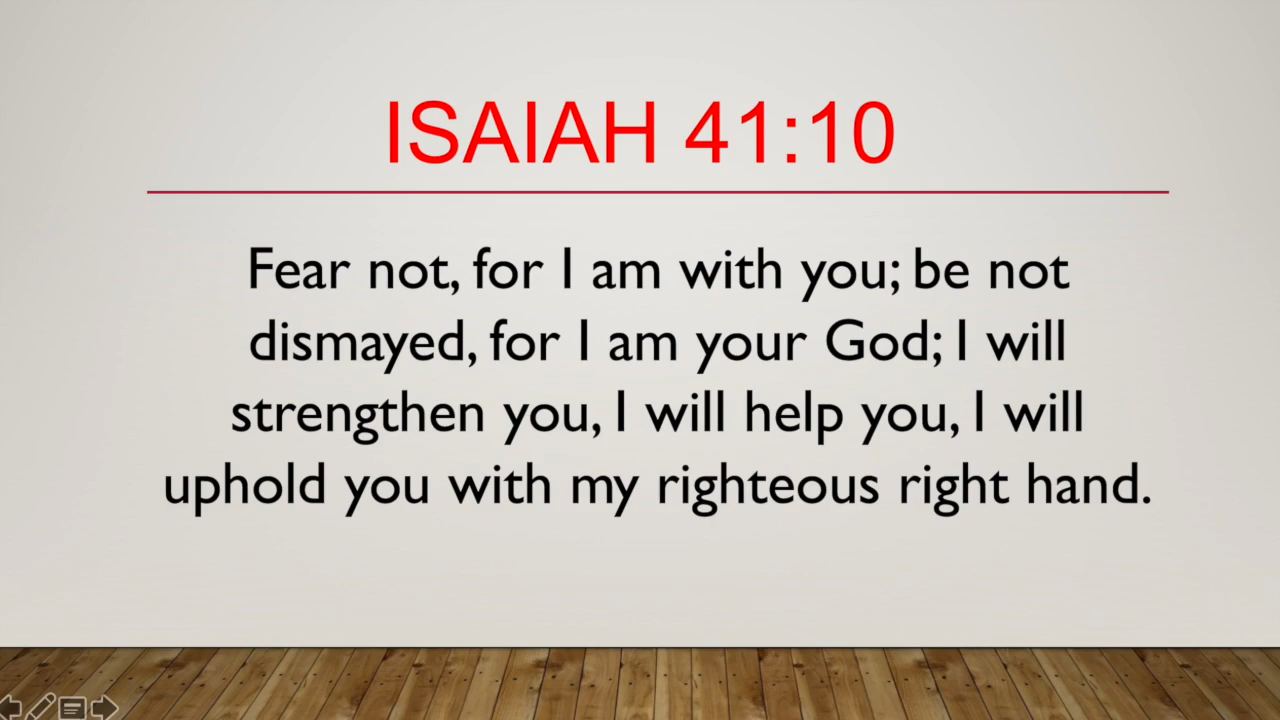 ISAIAH 41:10
Fear not, for I am with you; be not
dismayed, for I am your God; I will
strengthen you, I will help you, I will
uphold you with my righteous right hand.